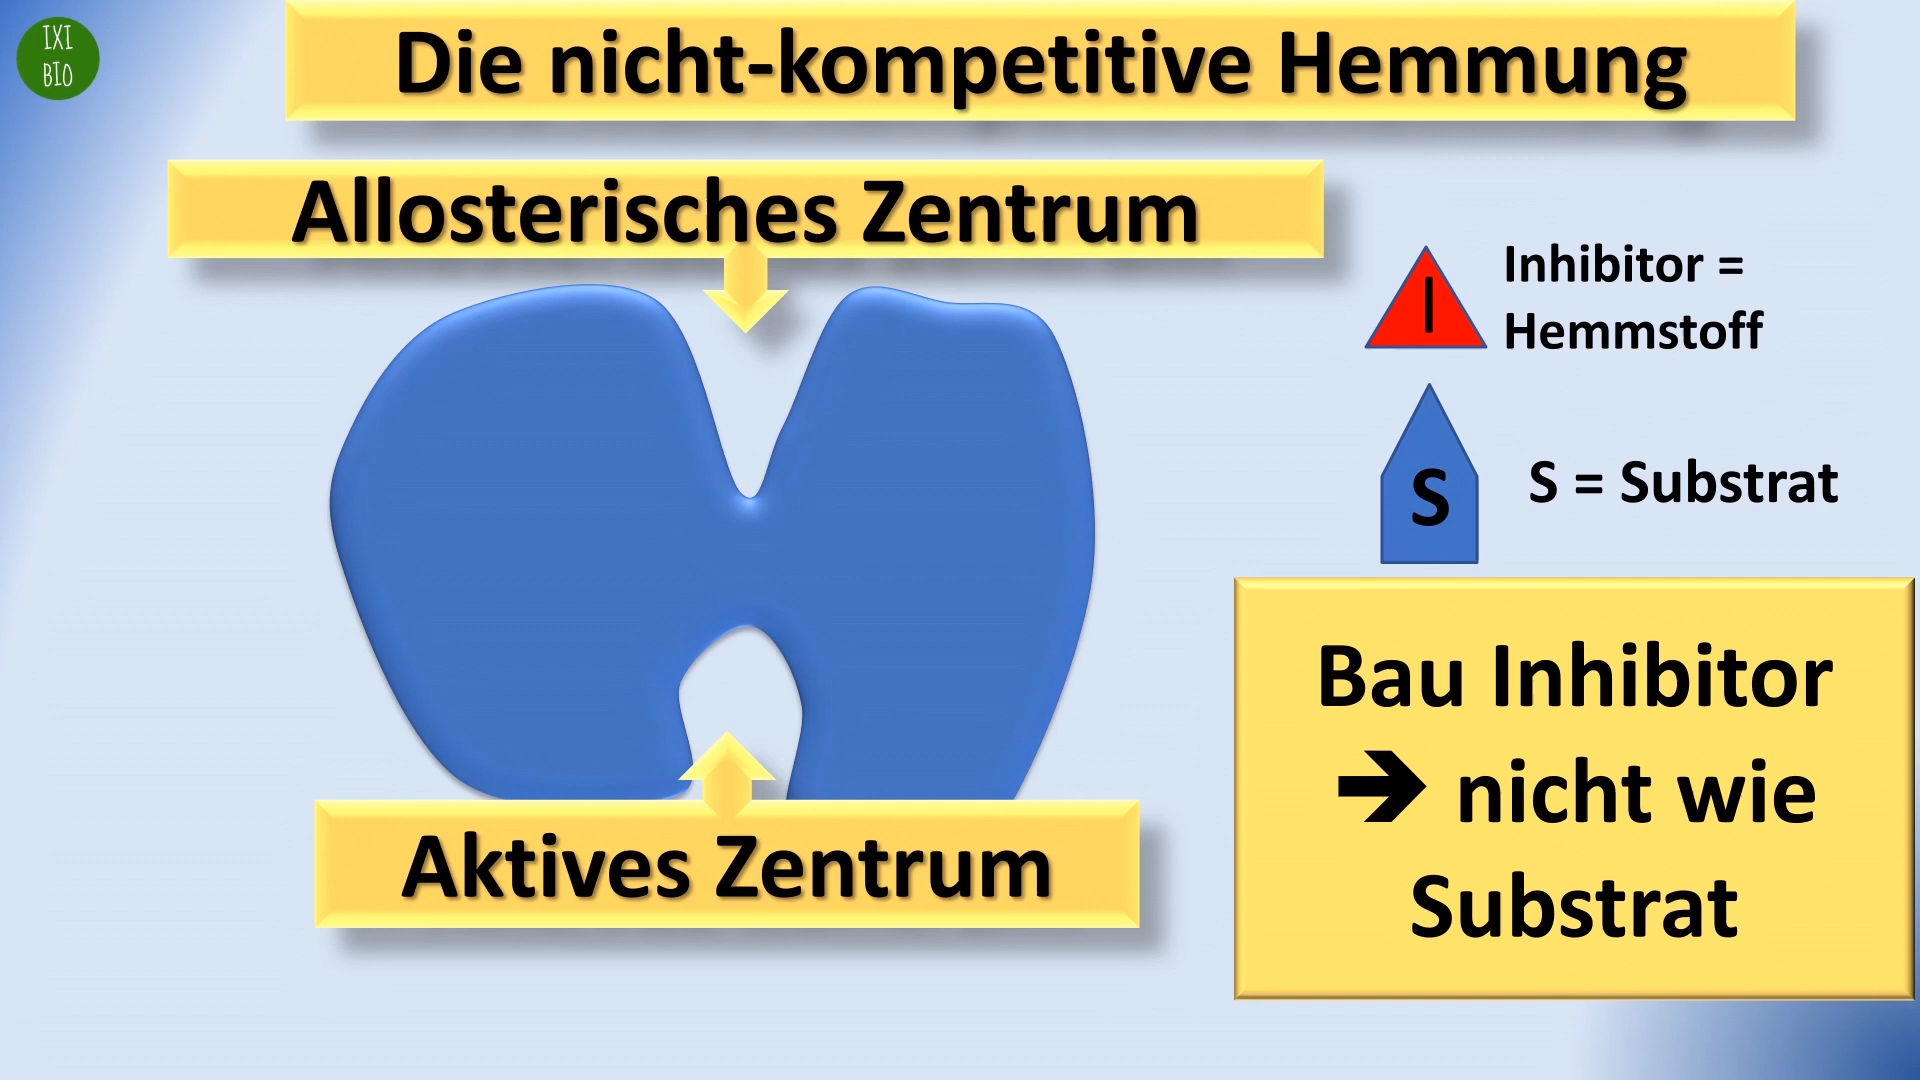 IXI
BIO
Die nicht-kompetitive Hemmung
Allosterisches Zentrum
I
Inhibitor =
Hemmstoff
S
S = Substrat
Aktives Zentrum
Bau Inhibitor
➔ nicht wie
Substrat